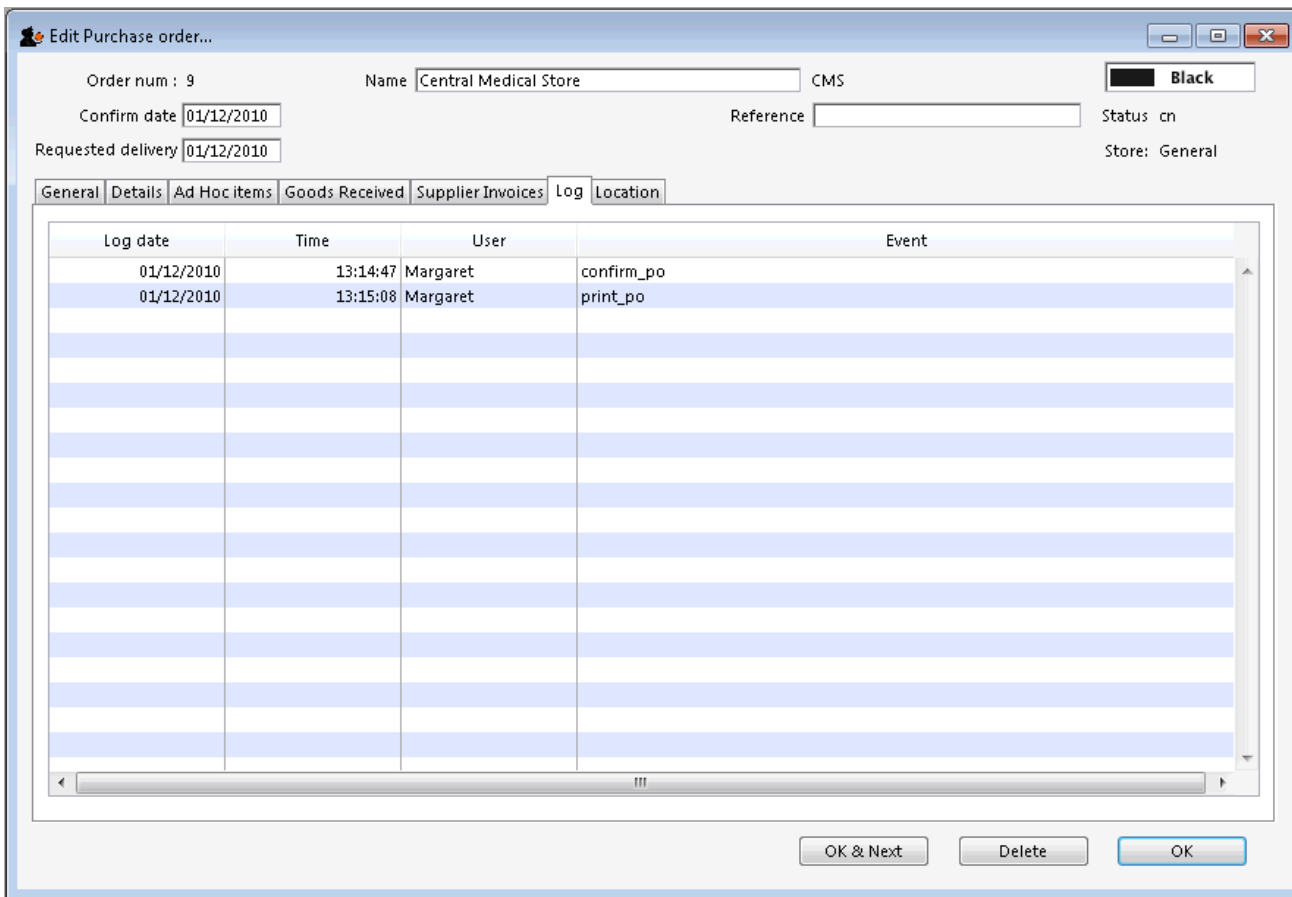 Edit Purchase order...
Order num : 9 Name Central Medical Store CMS Black
Confirm date 01/12/2010 Reference Status cn
Requested delivery 01/12/2010 Store: General
General Details Ad Hoc items Goods Received Supplier Invoices Log Location
Log date Time User Event
01/12/2010 13:14:47 Margaret confirm_po
01/12/2010 13:15:08 Margaret print_po
OK & Next Delete OK